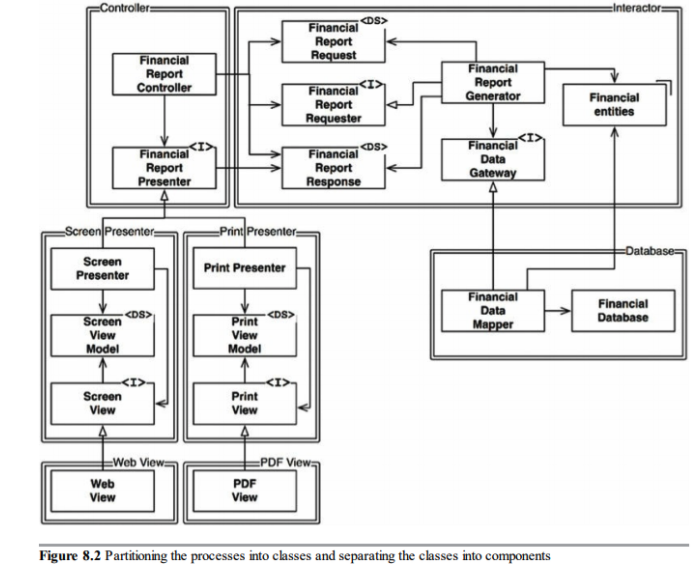 Controller
Interactor
Financial
Report
Controller
<I>
Financial
Report
Presenter
<DS>
Financial
Report
Request
<I>
Financial
Report
Requester
<DS>
Financial
Report
Response
Financial
Report
Generator
<I>
Financial
Data
Gateway
Financial
entities
Screen Presenter
Screen
Presenter
<DS>
Screen
View
Model
<I>
Screen
View
Print Presenter
Print Presenter
<DS>
Print
View
Model
<I>
Print
View
Database
Financial
Data
Mapper
Financial
Database
Web View
Web
View
PDF View
PDF
View
Figure 8.2 Partitioning the processes into classes and separating the classes into components